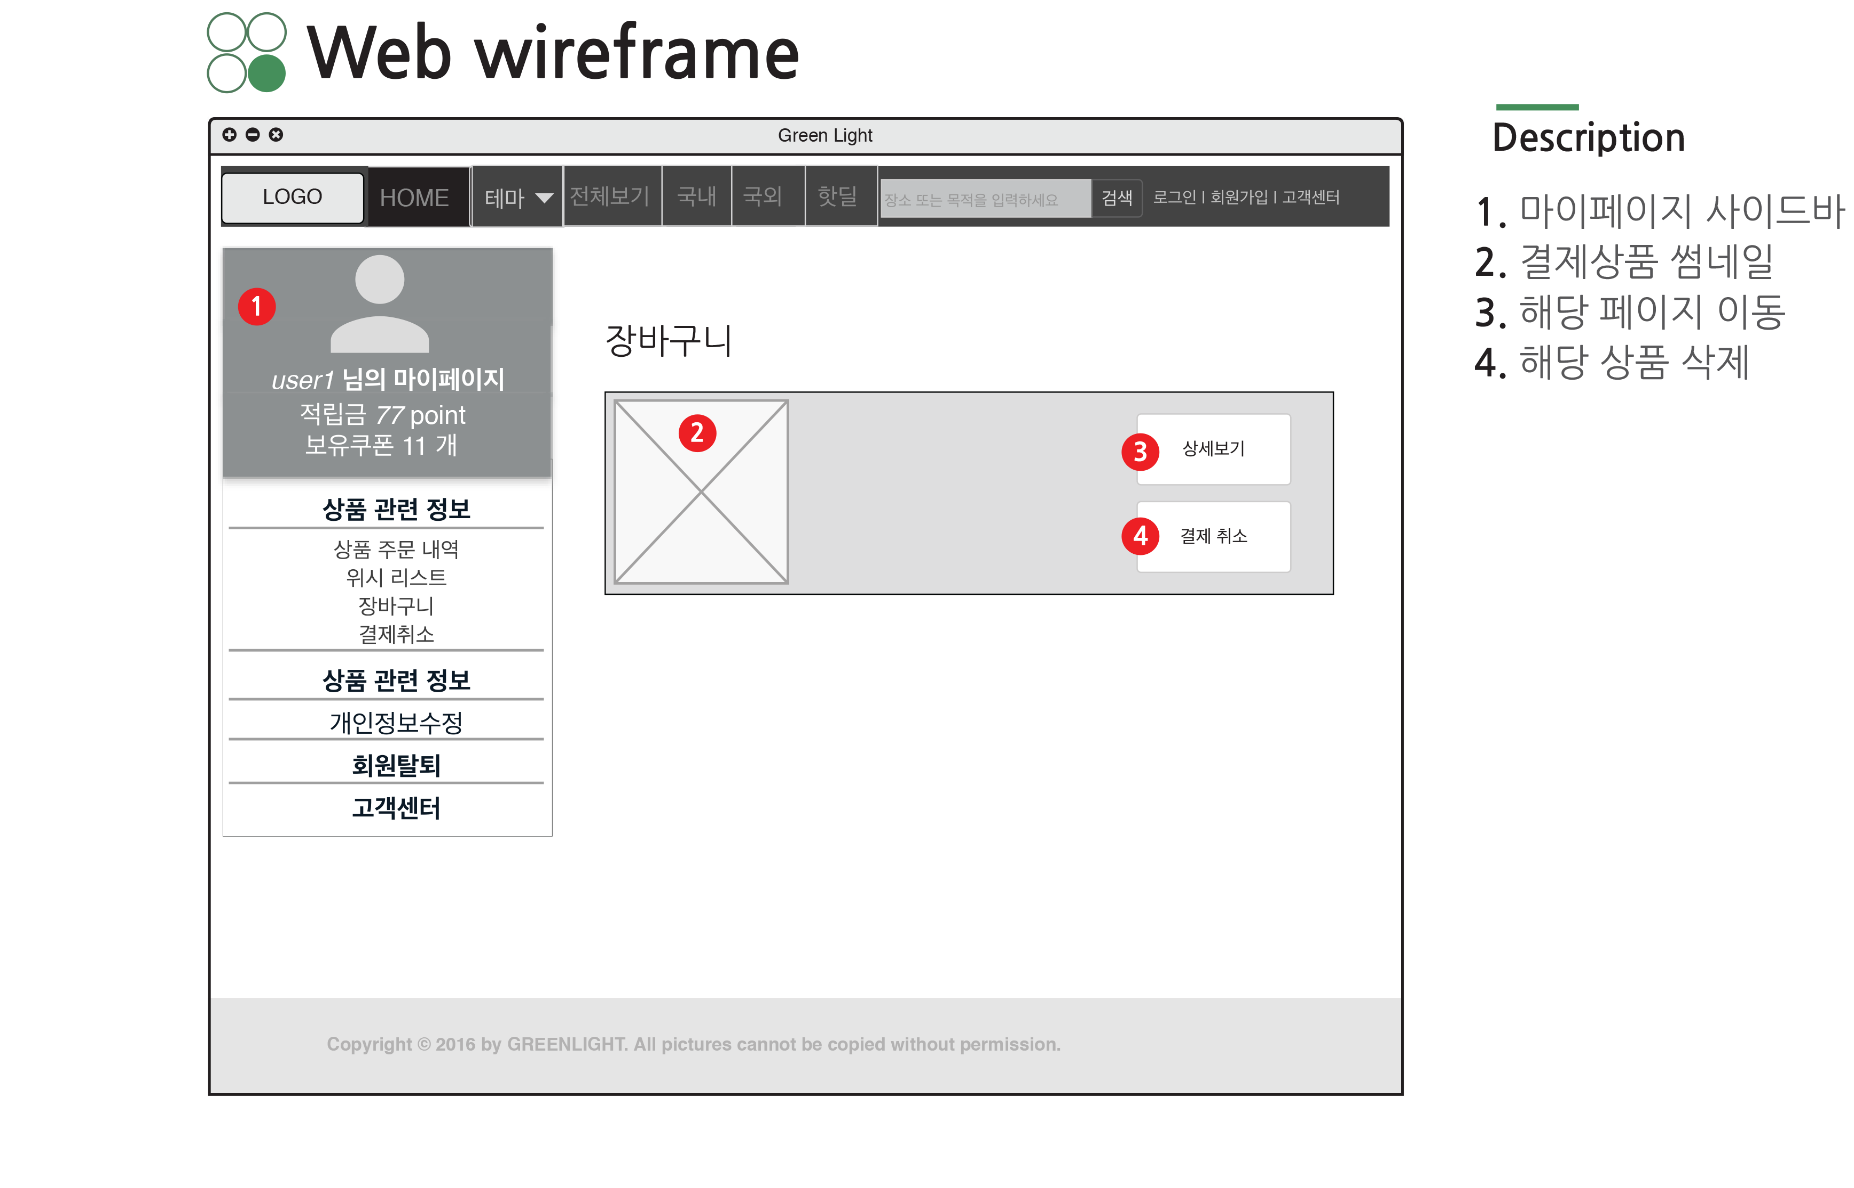 Web wireframe
Green Light
LOGO HOME 테마 전체보기 국내 국외 핫딜 장소 또는 목적을 입력하세요 검색 로그인 | 회원가입 | 고객센터
1
user1 님의 마이페이지
적립금 77 point
보유쿠폰 11 개
상품 관련 정보
상품 주문 내역
위시 리스트
장바구니
결제취소
상품 관련 정보
개인정보수정
회원탈퇴
고객센터
장바구니
2
3 상세보기
4 결제 취소
Copyright © 2016 by GREENLIGHT. All pictures cannot be copied without permission.
Description
1. 마이페이지 사이드바
2. 결제상품 썸네일
3. 해당 페이지 이동
4. 해당 상품 삭제